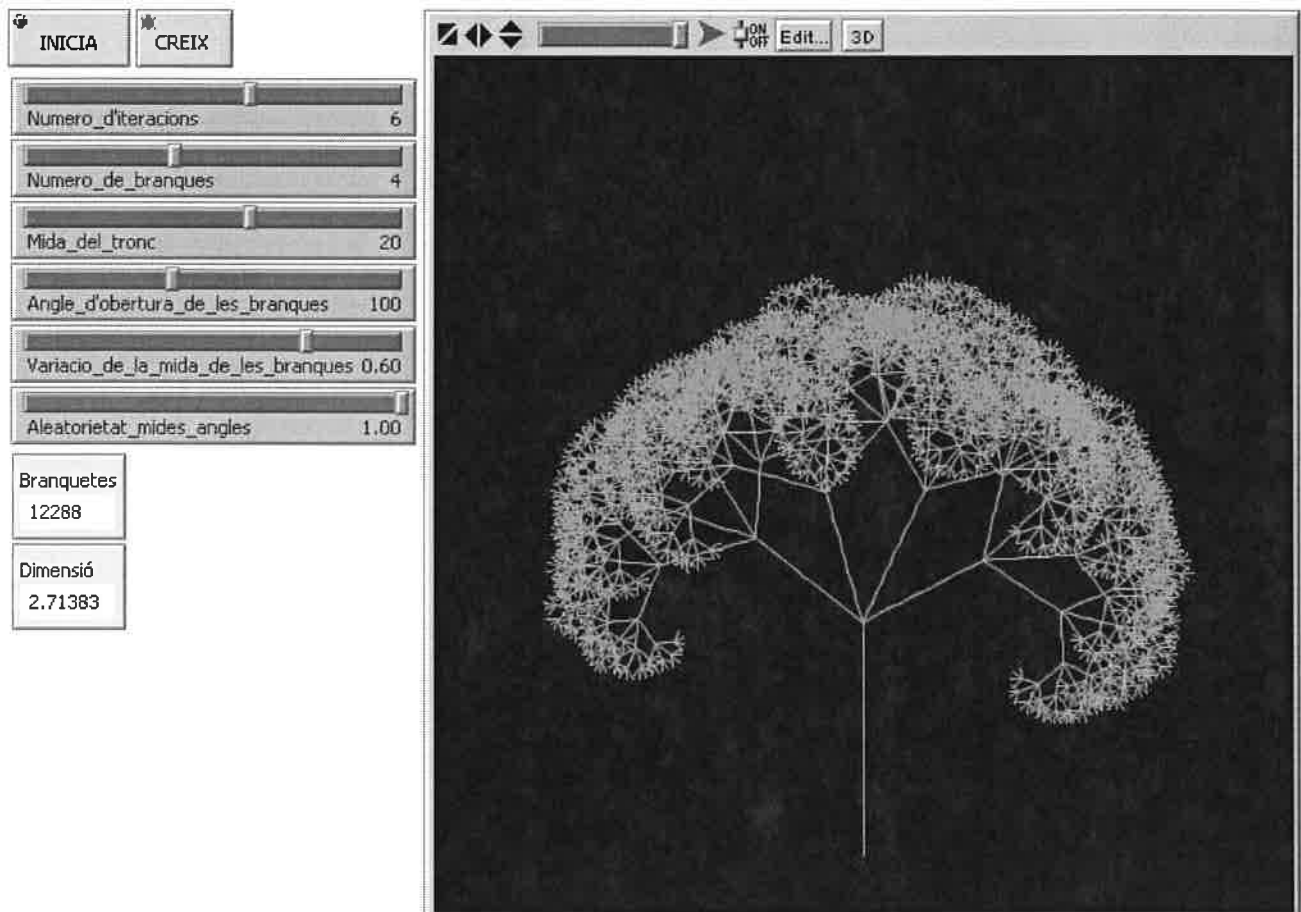 INICIA
CREIX
Numero_d'iteracions 6
Numero_de_branques 4
Mida_del_tronc 20
Angle_d'obertura_de_les_branques 100
Variacio_de_la_mida_de_les_branques 0.60
Aleatorietat_mides_angles 1.00
Branquetes
12288
Dimensió
2.71383
ON
OFF
Edit...
3D